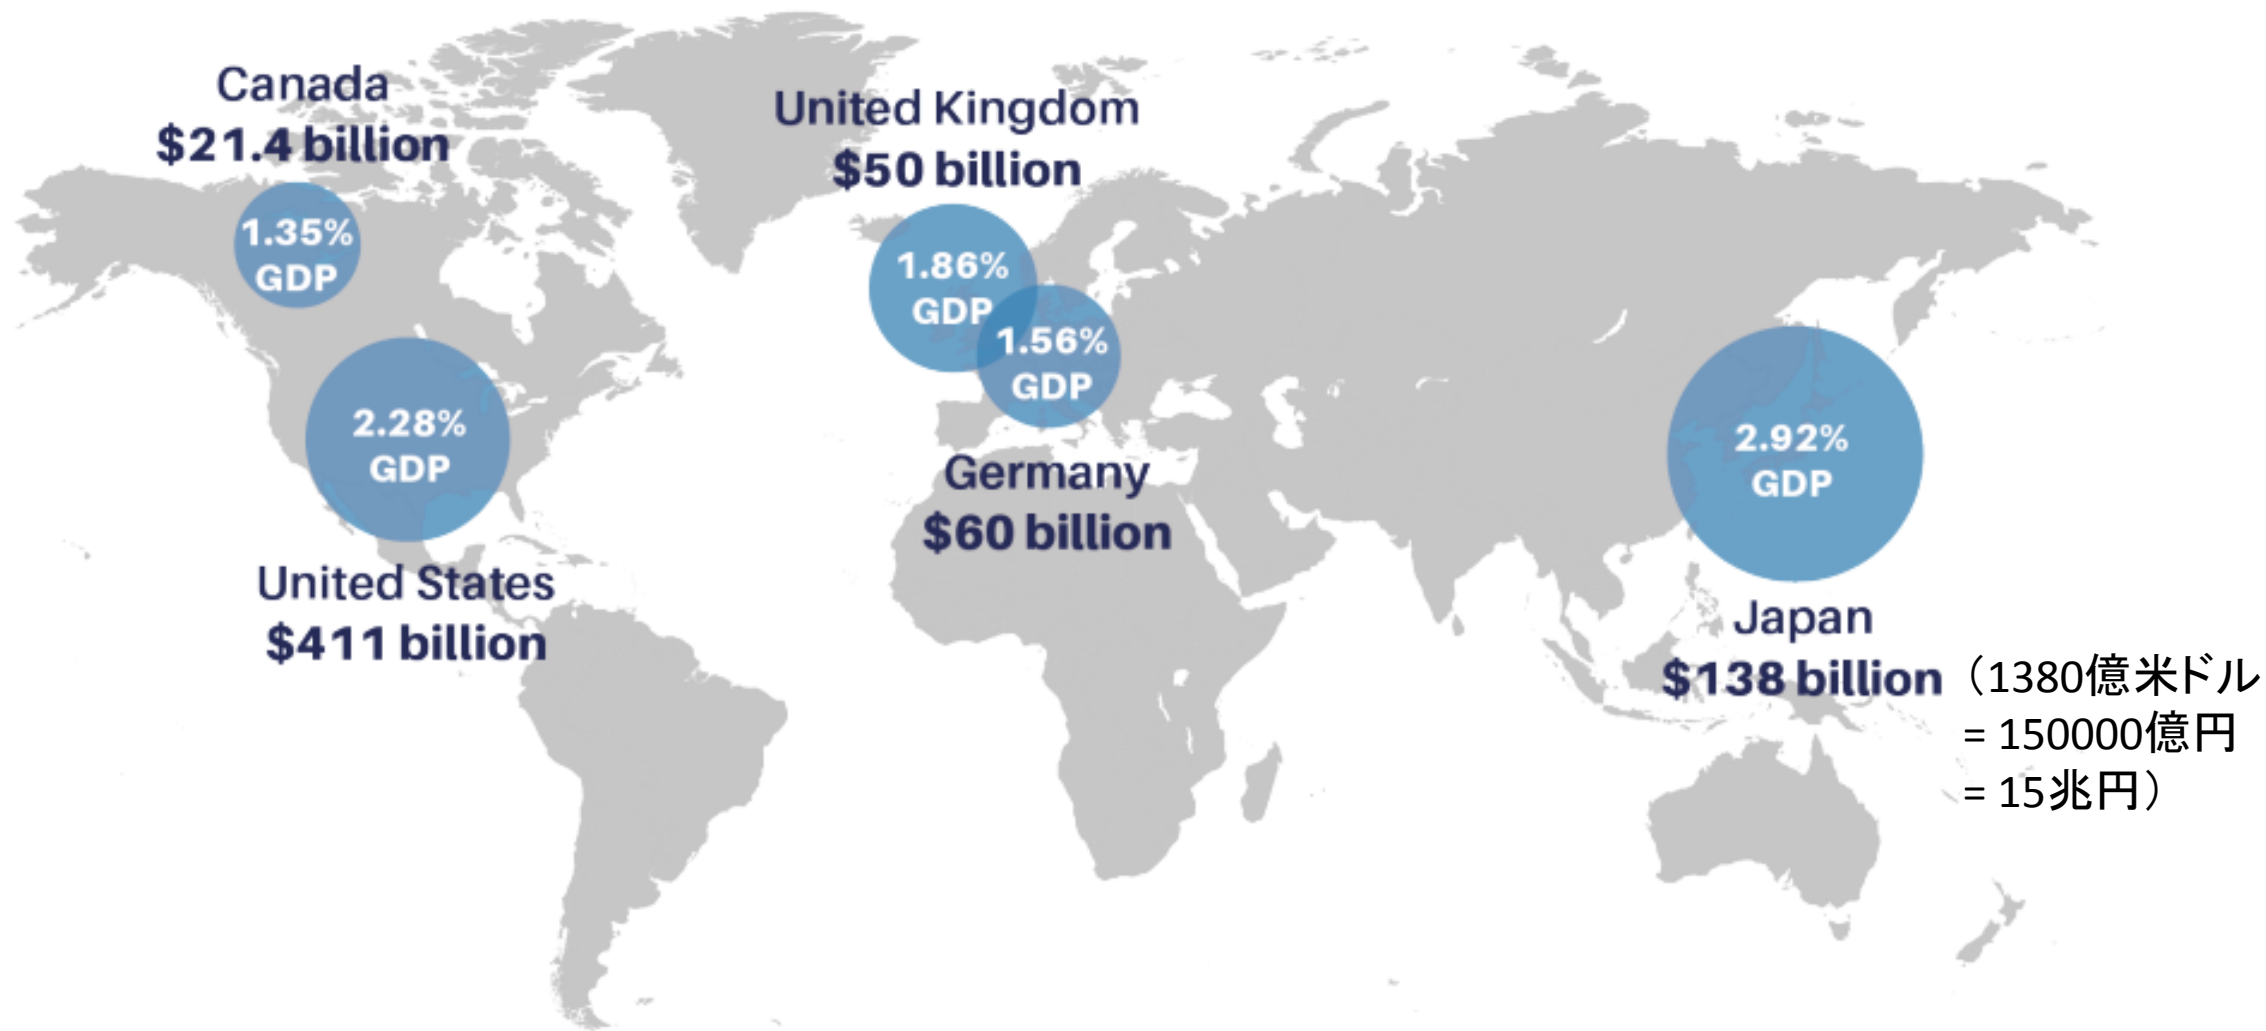 Canada
$21.4 billion
1.35%
GDP
United Kingdom
$50 billion
1.86%
GDP
1.56%
GDP
Germany
$60 billion
2.28%
GDP
United States
$411 billion
2.92%
GDP
Japan
$138 billion（1380億米ドル
= 150000億円
= 15兆円）